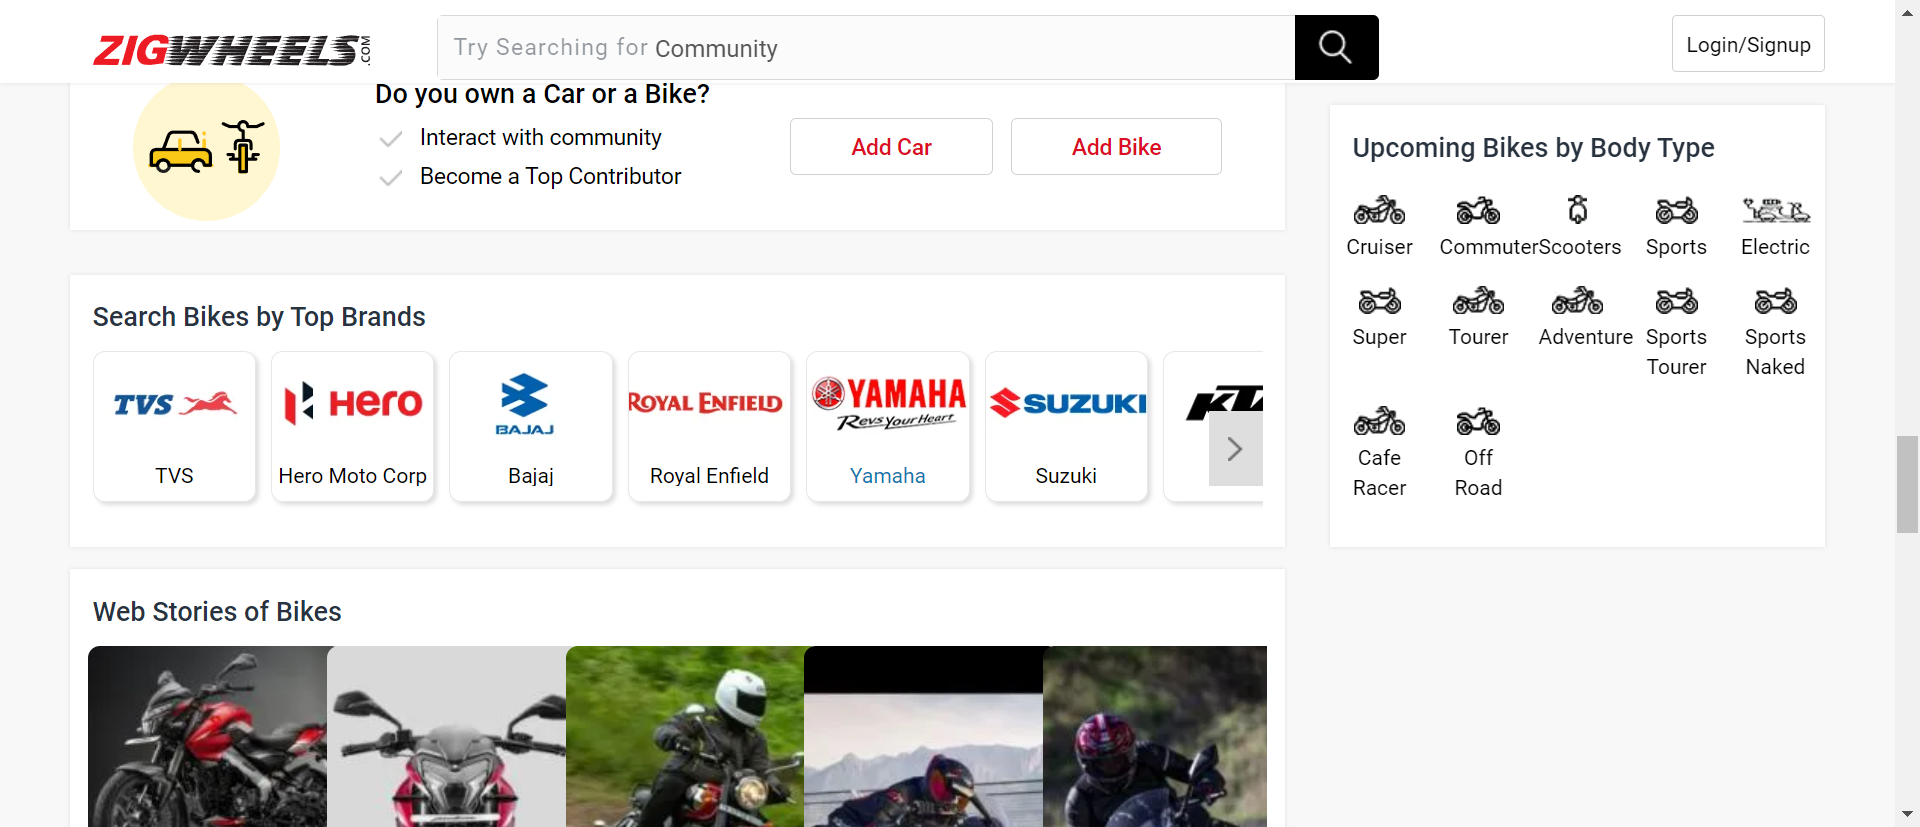 ZIGWHEELS.COM
Try Searching for Community
Login/Signup
Do you own a Car or a Bike?
Interact with community
Become a Top Contributor
Add Car
Add Bike
Search Bikes by Top Brands
TVS
HERO
BAJAJ
ROYAL ENFIELD
YAMAHA
Revs Your Heart
SUZUKI
TVS
Hero Moto Corp
Bajaj
Royal Enfield
Yamaha
Suzuki
Web Stories of Bikes
Upcoming Bikes by Body Type
Cruiser
Commuter
Scooters
Sports
Electric
Super
Tourer
Adventure
Sports
Tourer
Sports
Naked
Cafe
Racer
Off
Road